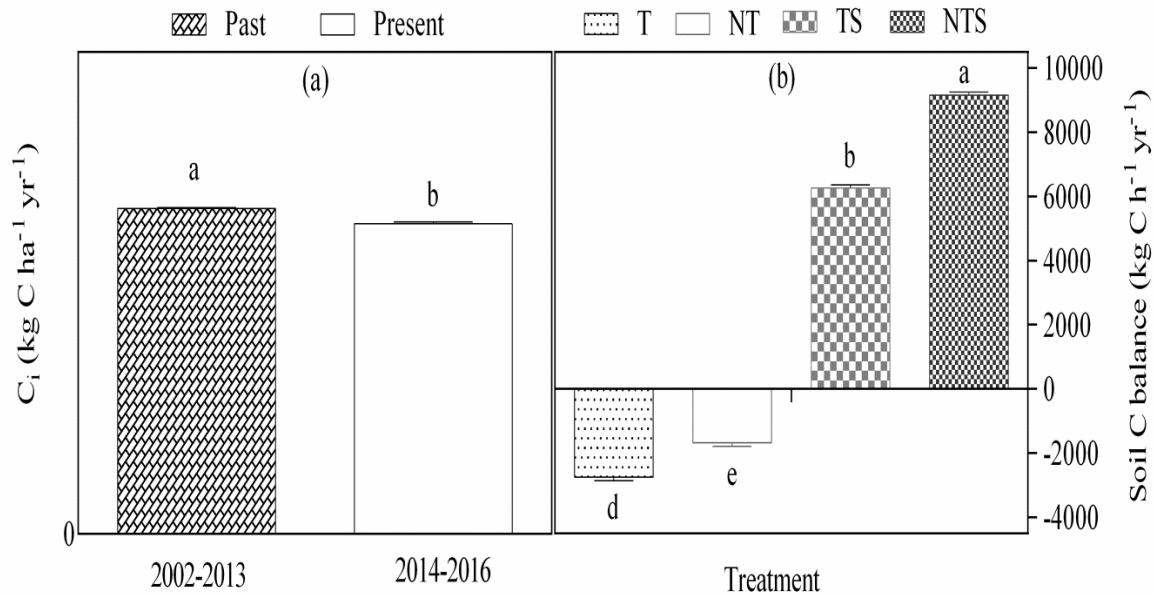 Past Present T NT TS NTS
(a) (b)
Cᵢ (kg C ha⁻¹ yr⁻¹)
a
b
0
2002-2013 2014-2016
b
a
d
e
10000
8000
6000
4000
2000
0
-2000
-4000
Treatment
Soil C balance (kg C h⁻¹ yr⁻¹)